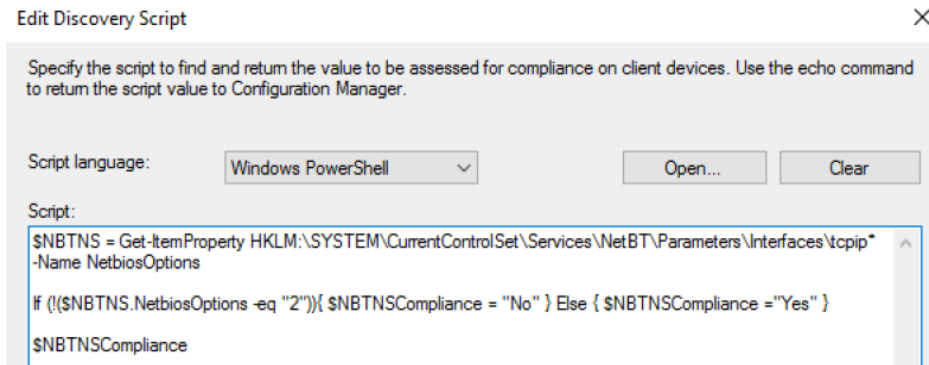 Edit Discovery Script
Specify the script to find and return the value to be assessed for compliance on client devices. Use the echo command
to return the script value to Configuration Manager.
Script language:
Windows PowerShell
Open...
Clear
Script:
$NBTNS = Get-ItemProperty HKLM:\SYSTEM\CurrentControlSet\Services\NetBT\Parameters\Interfaces\tcpip*
-Name NetbiosOptions
If (!($NBTNS.NetbiosOptions -eq "2")){ $NBTNSCompliance = "No" } Else { $NBTNSCompliance ="Yes" }
$NBTNSCompliance